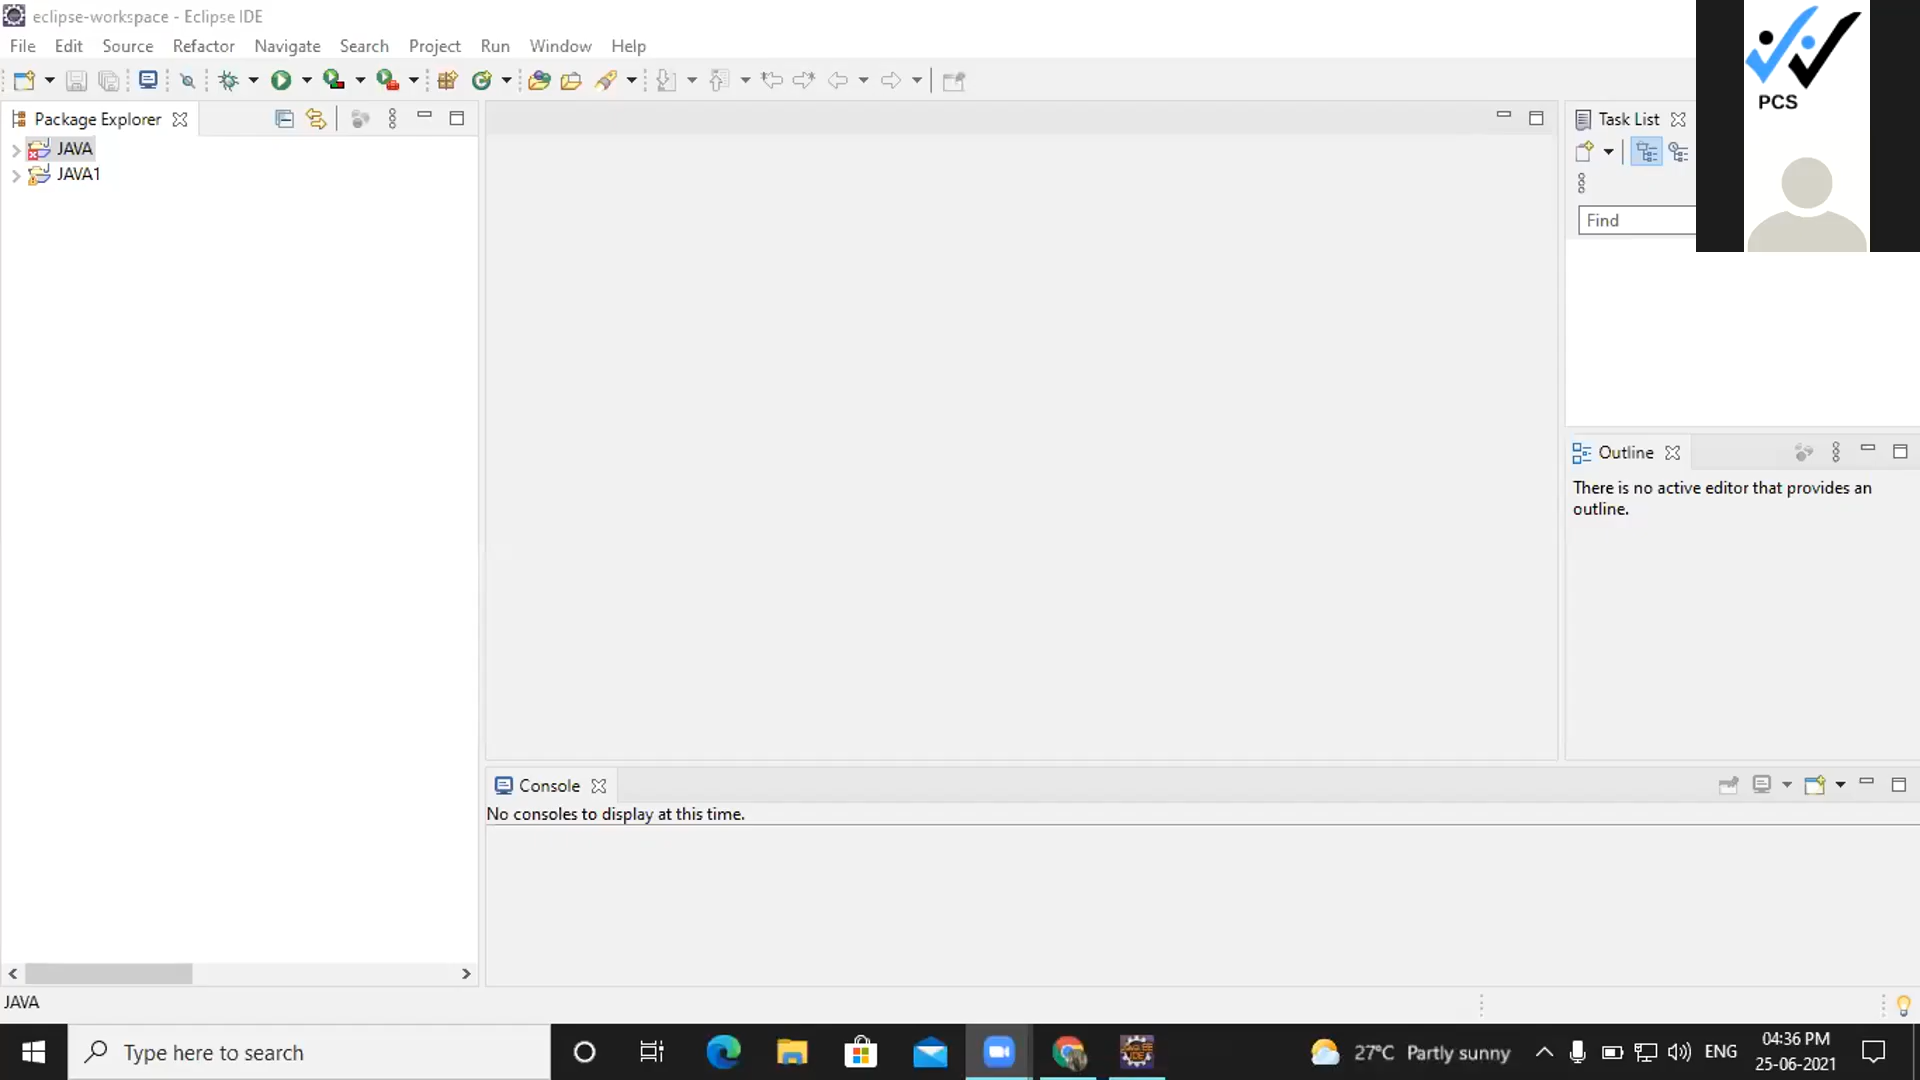 eclipse-workspace - Eclipse IDE
File Edit Source Refactor Navigate Search Project Run Window Help
Package Explorer
JAVA
JAVA1
Task List
Find
PCS
Outline
There is no active editor that provides an
outline.
Console
No consoles to display at this time.
JAVA
Type here to search
27°C Partly sunny
ENG
04:36 PM
25-06-2021